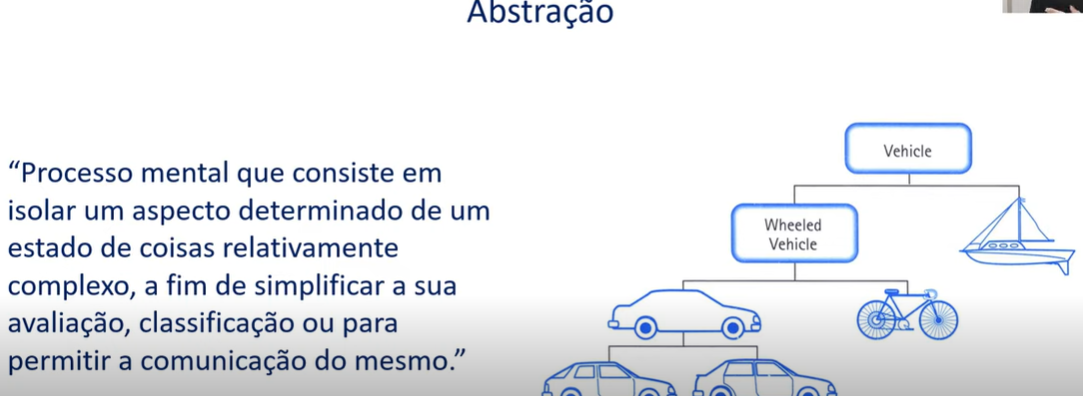 Abstração
“Processo mental que consiste em
isolar um aspecto determinado de um
estado de coisas relativamente
complexo, a fim de simplificar a sua
avaliação, classificação ou para
permitir a comunicação do mesmo.”
Vehicle
Wheeled
Vehicle